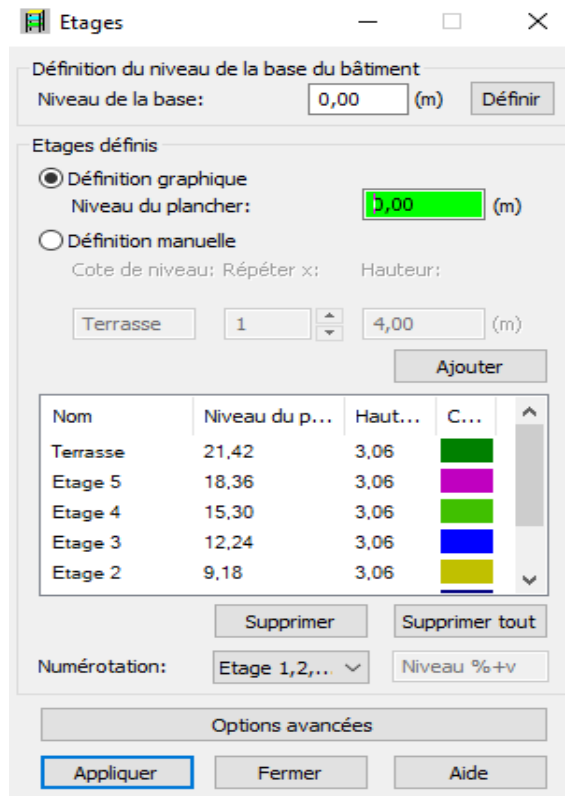 Etages
Définition du niveau de la base du bâtiment
Niveau de la base: 0,00 (m) Définir
Etages définis
Définition graphique
Niveau du plancher: 0,00 (m)
Définition manuelle
Cote de niveau: Répéter x: Hauteur:
Terrasse 1 4,00 (m)
Ajouter
Nom Niveau du p... Haut... C...
Terrasse 21,42 3,06
Etage 5 18,36 3,06
Etage 4 15,30 3,06
Etage 3 12,24 3,06
Etage 2 9,18 3,06
Supprimer Supprimer tout
Numérotation: Etage 1,2,... Niveau %+v
Options avancées
Appliquer Fermer Aide